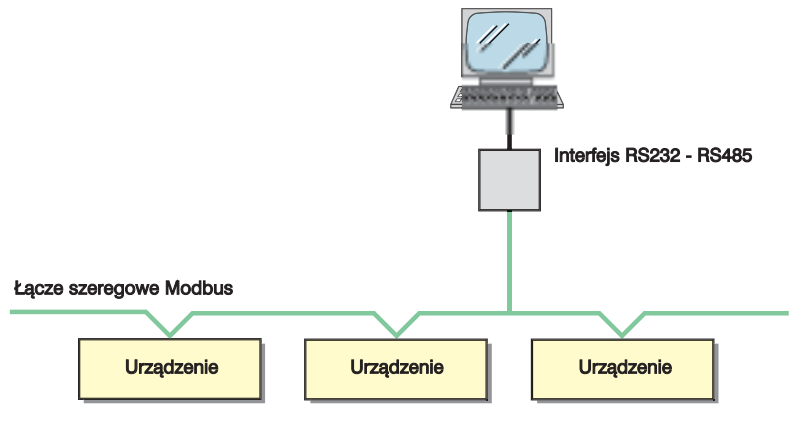 Interfejs RS232 - RS485
Łącze szeregowe Modbus
Urządzenie
Urządzenie
Urządzenie